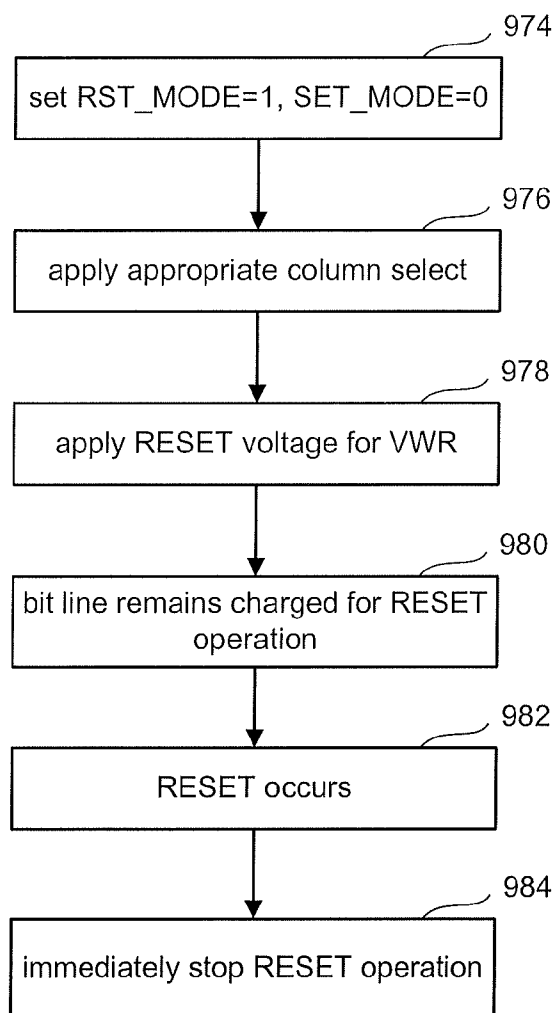 974
set RST_MODE=1, SET_MODE=0
976
apply appropriate column select
978
apply RESET voltage for VWR
980
bit line remains charged for RESET
operation
982
RESET occurs
984
immediately stop RESET operation